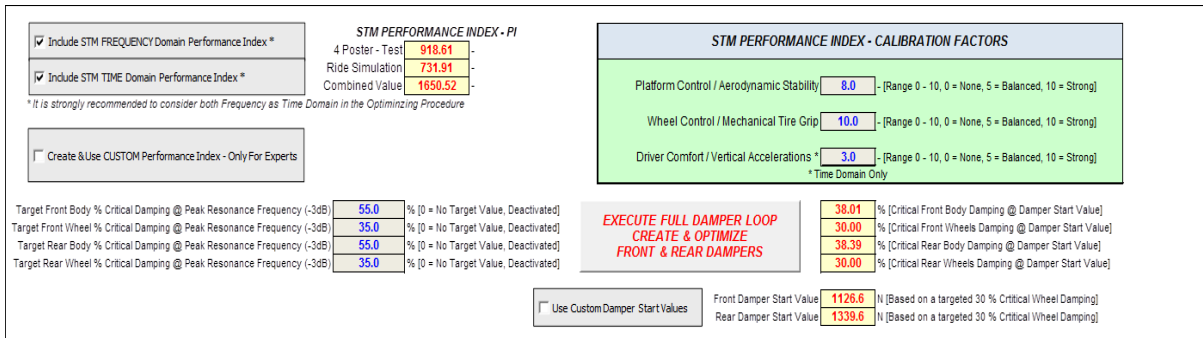 STM PERFORMANCE INDEX - PI
Include STM FREQUENCY Domain Performance Index *
4 Poster - Test 918.61 -
Ride Simulation 731.91 -
Include STM TIME Domain Performance Index *
Combined Value 1650.52 -
* It is strongly recommended to consider both Frequency as Time Domain in the Optiminzing Procedure
Create & Use CUSTOM Performance Index - Only For Experts
STM PERFORMANCE INDEX - CALIBRATION FACTORS
Platform Control / Aerodynamic Stability 8.0 - [Range 0 - 10, 0 = None, 5 = Balanced, 10 = Strong]
Wheel Control / Mechanical Tire Grip 10.0 - [Range 0 - 10, 0 = None, 5 = Balanced, 10 = Strong]
Driver Comfort / Vertical Accelerations * 3.0 - [Range 0 - 10, 0 = None, 5 = Balanced, 10 = Strong]
* Time Domain Only
Target Front Body % Critical Damping @ Peak Resonance Frequency (-3dB) 55.0 % [0 = No Target Value, Deactivated]
Target Front Wheel % Critical Damping @ Peak Resonance Frequency (-3dB) 35.0 % [0 = No Target Value, Deactivated]
Target Rear Body % Critical Damping @ Peak Resonance Frequency (-3dB) 55.0 % [0 = No Target Value, Deactivated]
Target Rear Wheel % Critical Damping @ Peak Resonance Frequency (-3dB) 35.0 % [0 = No Target Value, Deactivated]
EXECUTE FULL DAMPER LOOP
CREATE & OPTIMIZE
FRONT & REAR DAMPERS
38.01 % [Critical Front Body Damping @ Damper Start Value]
30.00 % [Critical Front Wheels Damping @ Damper Start Value]
38.39 % [Critical Rear Body Damping @ Damper Start Value]
30.00 % [Critical Rear Wheels Damping @ Damper Start Value]
Use Custom Damper Start Values
Front Damper Start Value 1126.6 N [Based on a targeted 30 % Crtitical Wheel Damping]
Rear Damper Start Value 1339.6 N [Based on a targeted 30 % Crtitical Wheel Damping]